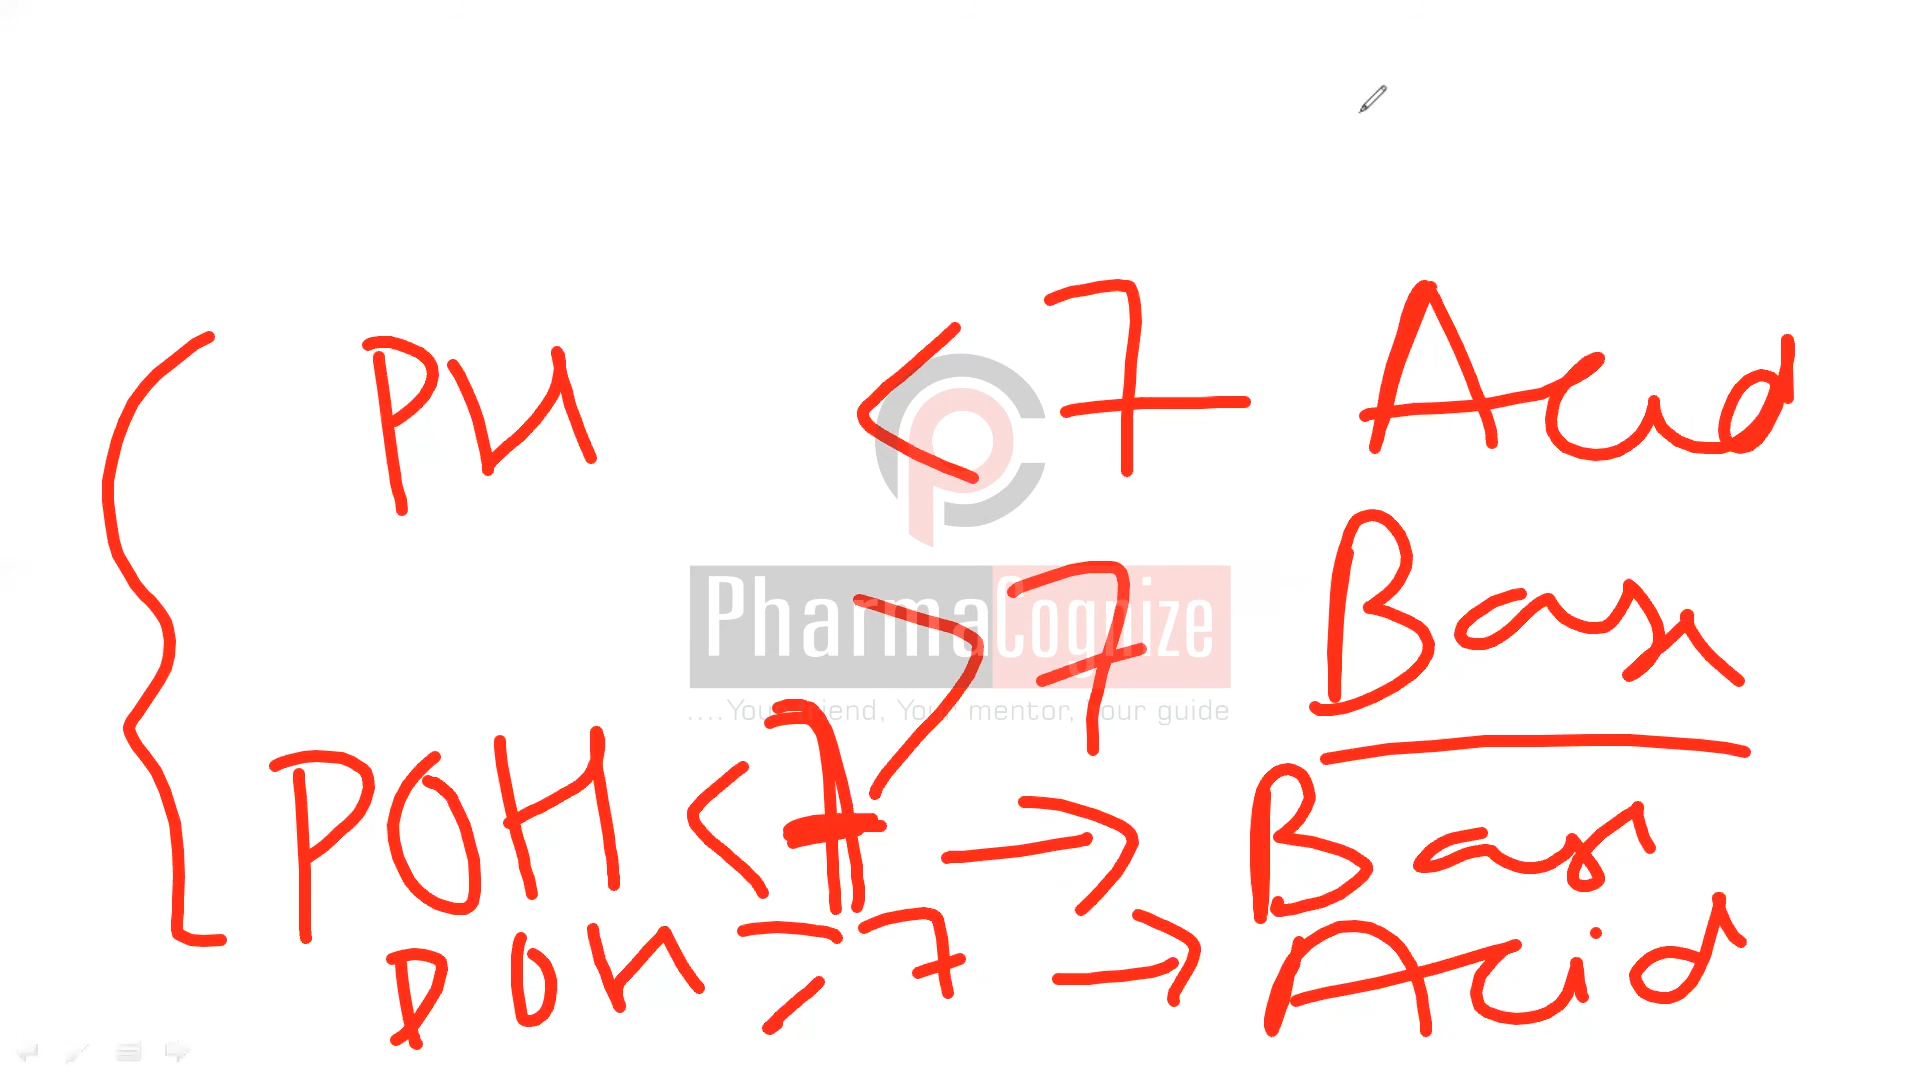 PH < 7 Acid
PharmaCognize
> 7 Base
....Your friend, Your mentor, Your guide
POH < 7 → Base
POH > 7 → Acid